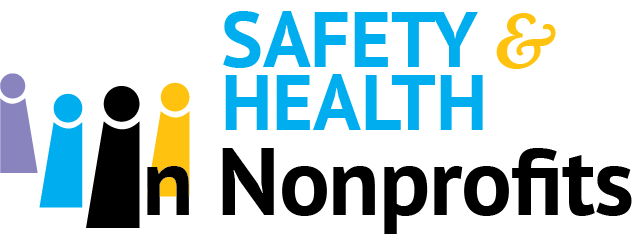 SAFETY &
HEALTH
in Nonprofits